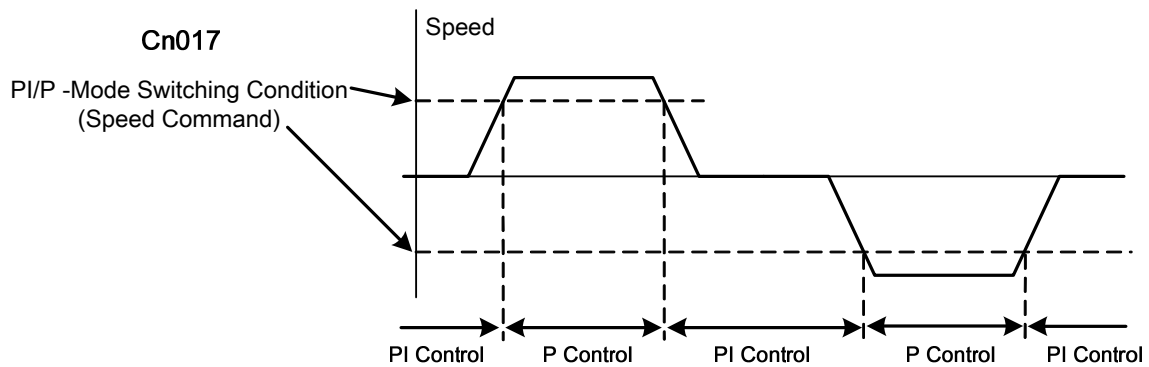 Speed
Cn017
PI/P -Mode Switching Condition
(Speed Command)
PI Control
P Control
PI Control
P Control
PI Control